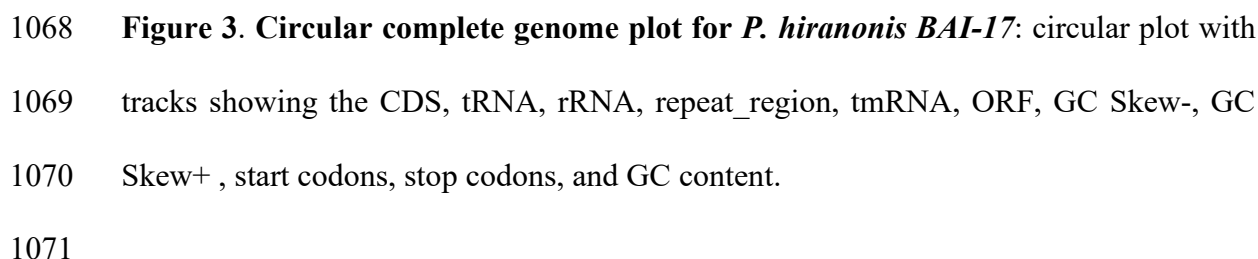 1068 Figure 3. Circular complete genome plot for P. hiranonis BAI-17: circular plot with
1069 tracks showing the CDS, tRNA, rRNA, repeat_region, tmRNA, ORF, GC Skew-, GC
1070 Skew+ , start codons, stop codons, and GC content.
1071